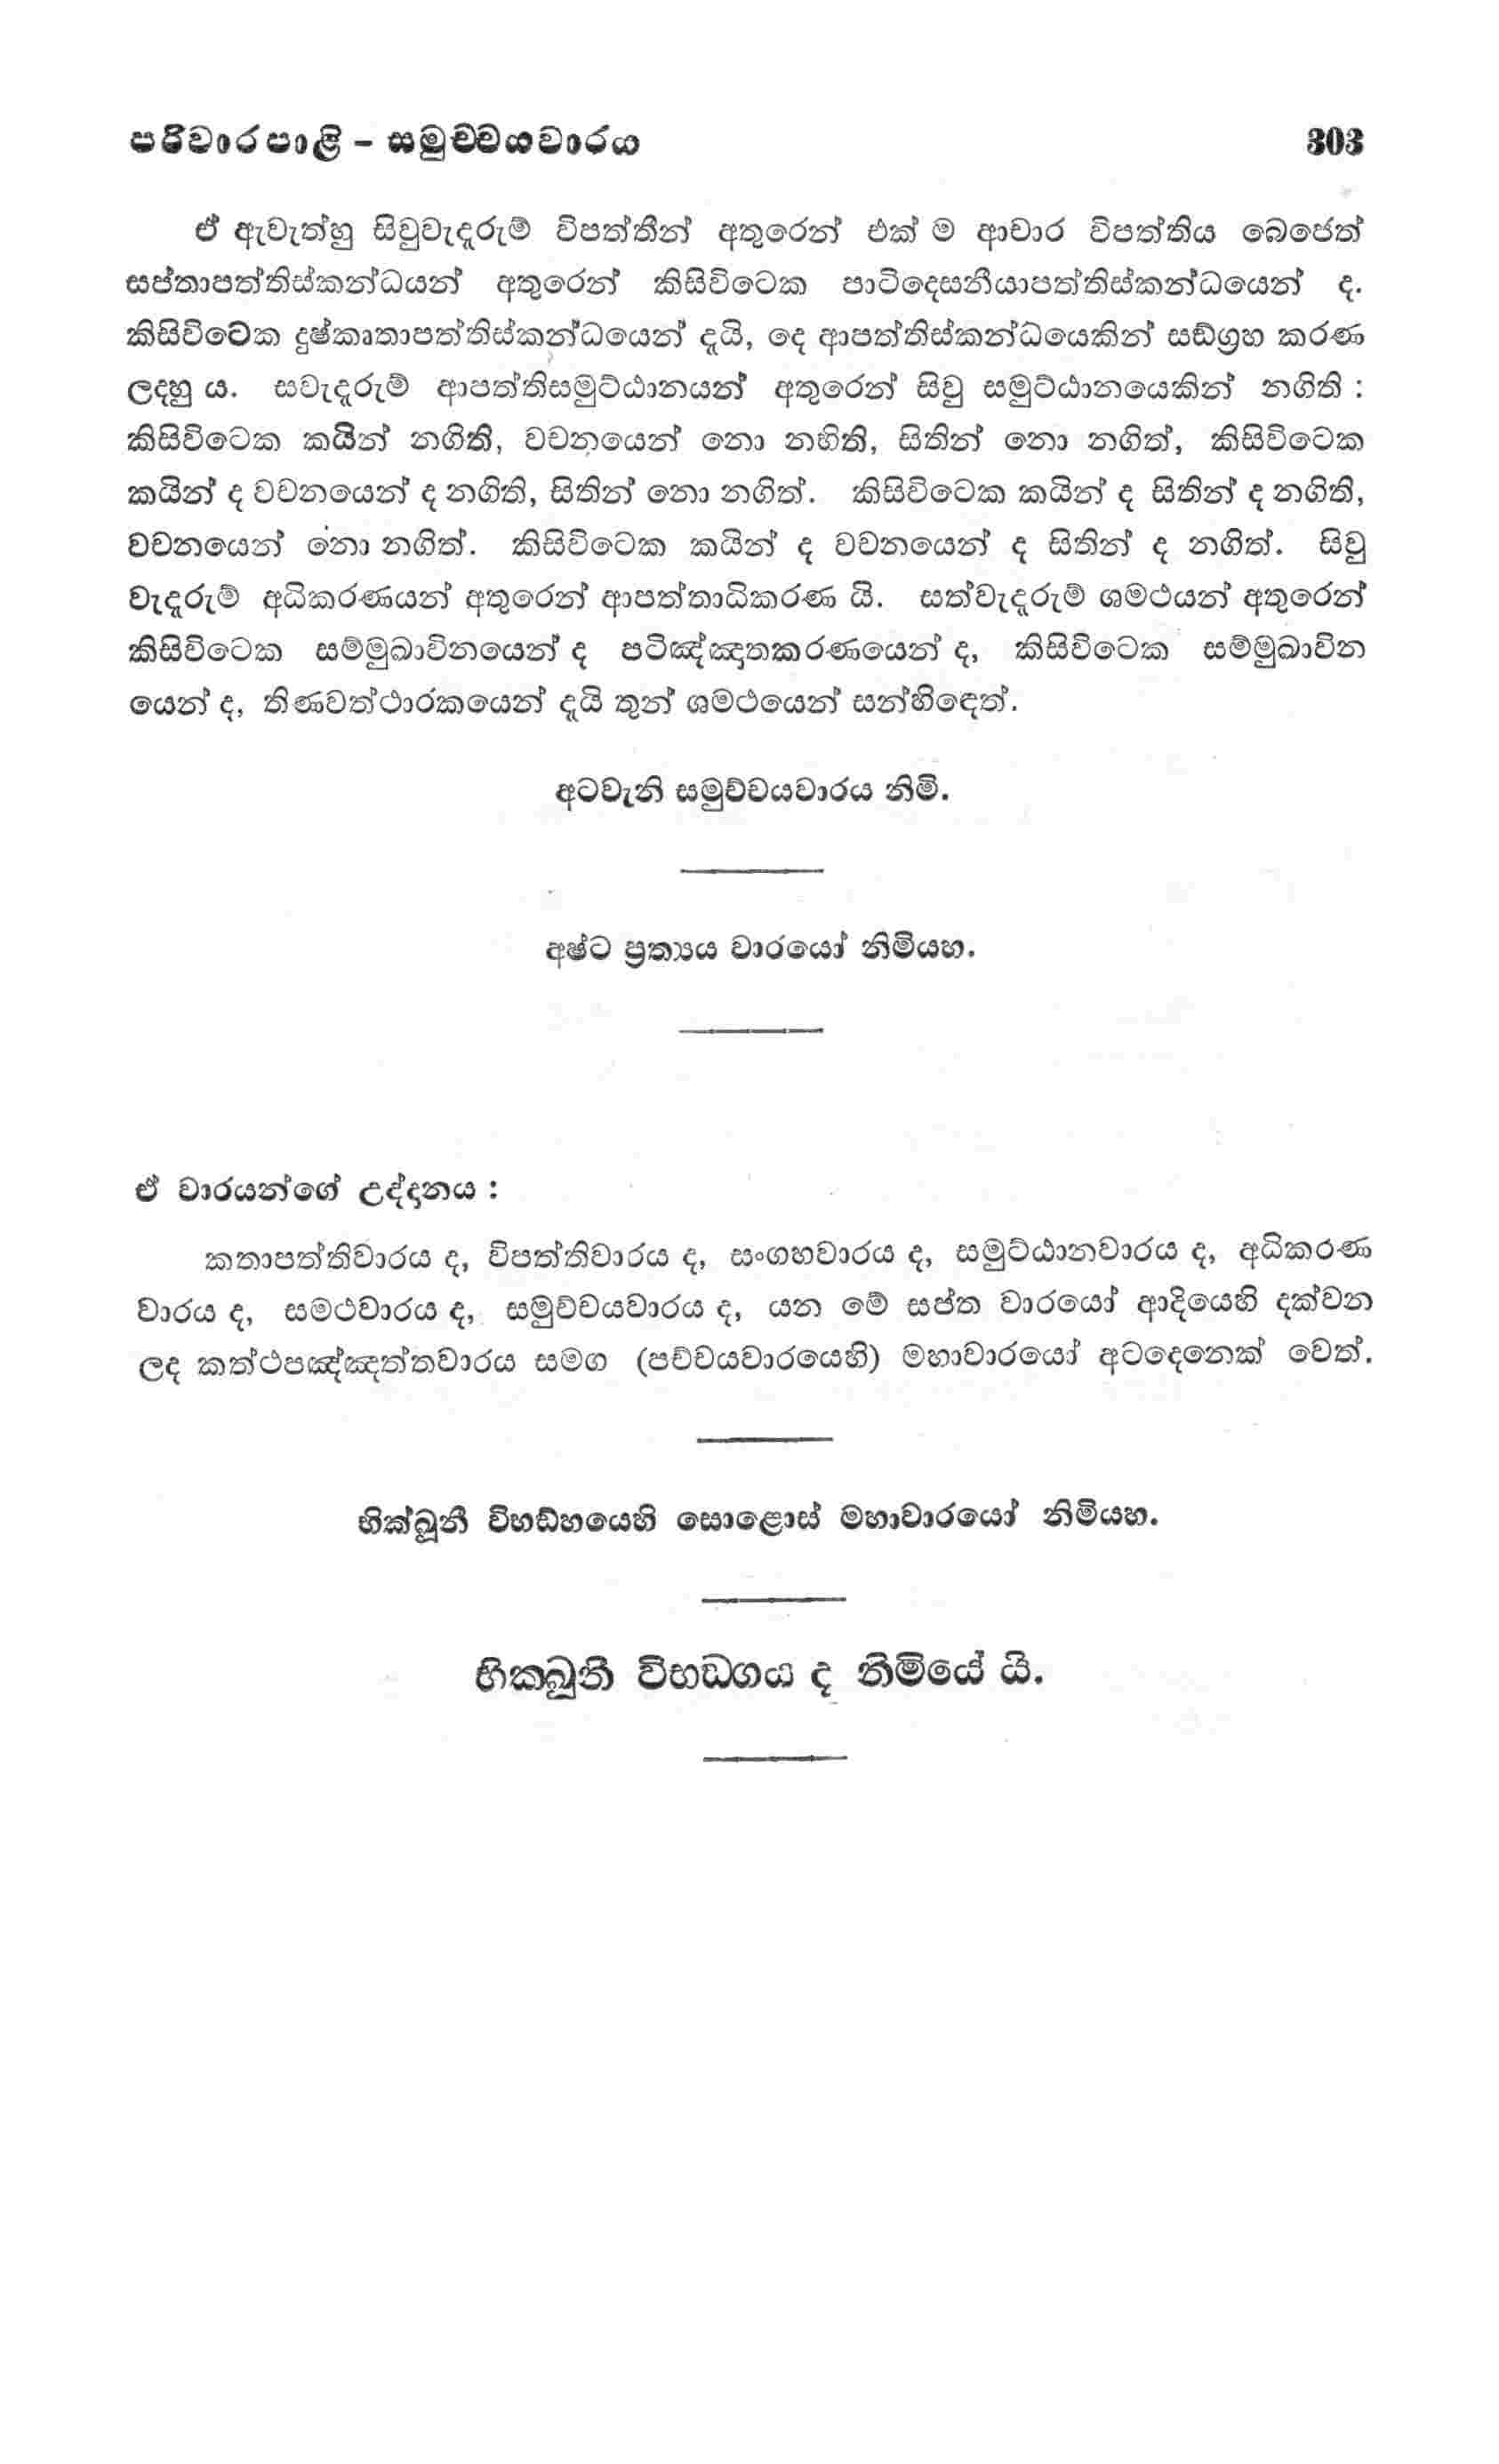 පරිවාරපාළි – සමුච්චයවාරය 303
ඒ ඇවැත්හු සිවුවැදෑරුම් විපත්තීන් අතුරෙන් එක් ම ආචාර විපත්තිය බෙජෙත්
සප්තාපත්තිස්කන්ධයන් අතුරෙන් කිසිවිටෙක පාටිදෙසනීයාපත්තිස්කන්ධයෙන් ද.
කිසිවිටෙක දුෂ්කෘතාපත්තිස්කන්ධයෙන් දැයි, දෙ ආපත්තිස්කන්ධයෙකින් සඞ්ග්‍රහ කරණ
ලදහු ය. සවැදෑරුම් ආපත්තිසමුට්ඨානයන් අතුරෙන් සිවු සමුට්ඨානයෙකින් නගිති :
කිසිවිටෙක කයින් නගිති, වචනයෙන් නො නහිති, සිතින් නො නගිත්, කිසිවිටෙක
කයින් ද වචනයෙන් ද නගිති, සිතින් නො නගිත්. කිසිවිටෙක කයින් ද සිතින් ද නගිති,
වචනයෙන් නො නගිත්. කිසිවිටෙක කයින් ද වචනයෙන් ද සිතින් ද නගිත්. සිවු
වැදෑරුම් අධිකරණයන් අතුරෙන් ආපත්තාධිකරණ යි. සත්වැදෑරුම් ශමථයන් අතුරෙන්
කිසිවිටෙක සම්මුඛාවිනයෙන් ද පටිඤ්ඤාතකරණයෙන් ද, කිසිවිටෙක සම්මුඛාවින
යෙන් ද, තිණවත්ථාරකයෙන් දැයි තුන් ශමථයෙන් සන්හිඳෙත්.
අටවැනි සමුච්චයවාරය නිමි.
අෂ්ට ප්‍රත්‍යය වාරයෝ නිමියහ.
ඒ වාරයන්ගේ උද්දානය :
කතාපත්තිවාරය ද, විපත්තිවාරය ද, සංගහවාරය ද, සමුට්ඨානවාරය ද, අධිකරණ
වාරය ද, සමථවාරය ද, සමුච්චයවාරය ද, යන මේ සප්ත වාරයෝ ආදියෙහි දක්වන
ලද කත්ථපඤ්ඤත්තවාරය සමග (පච්චයවාරයෙහි) මහාවාරයෝ අටදෙනෙක් වෙත්.
භික්ඛූනී විභඞ්හයෙහි සොළොස් මහාවාරයෝ නිමියහ.
භික්‍ඛුනී විභඞ්‍ගය ද නිමියේ යි.